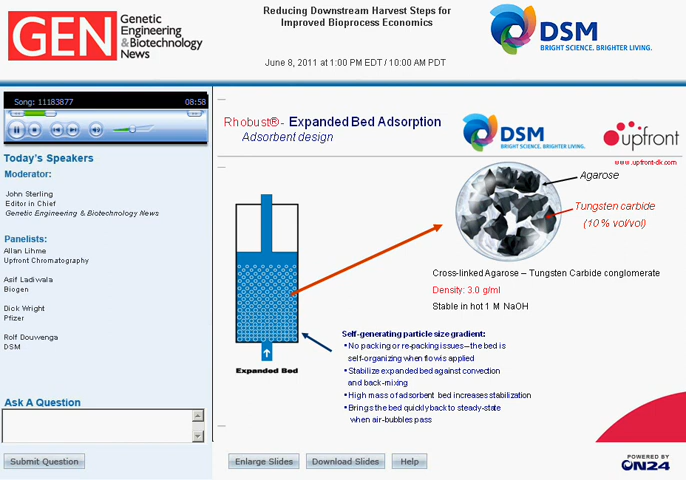 GEN Genetic
Engineering
&Biotechnology
News
Reducing Downstream Harvest Steps for
Improved Bioprocess Economics
June 8, 2011 at 1:00 PM EDT / 10:00 AM PDT
DSM
BRIGHT SCIENCE. BRIGHTER LIVING.
Song: 11183877 08:58
Today's Speakers
Moderator:
John Sterling
Editor in Chief
Genetic Engineering & Biotechnology News
Panelists:
Allan Lihme
Upfront Chromatography
Asif Ladiwala
Biogen
Dick Wright
Pfizer
Rolf Douwenga
DSM
Ask A Question
Submit Question
Rhobust® - Expanded Bed Adsorption
Adsorbent design
DSM
BRIGHT SCIENCE. BRIGHTER LIVING.
upfront
www.upfront-dk.com
Agarose
Tungsten carbide
(10 % vol/vol)
Cross-linked Agarose – Tungsten Carbide conglomerate
Density: 3.0 g/ml
Stable in hot 1 M NaOH
Expanded Bed
Self-generating particle size gradient:
• No packing or re-packing issues—the bed is
self-organizing when flow is applied
• Stabilize expanded bed against convection
and back-mixing
• High mass of adsorbent bed increases stabilization
• Brings the bed quickly back to steady-state
when air-bubbles pass
Enlarge Slides Download Slides Help
POWERED BY
ON24